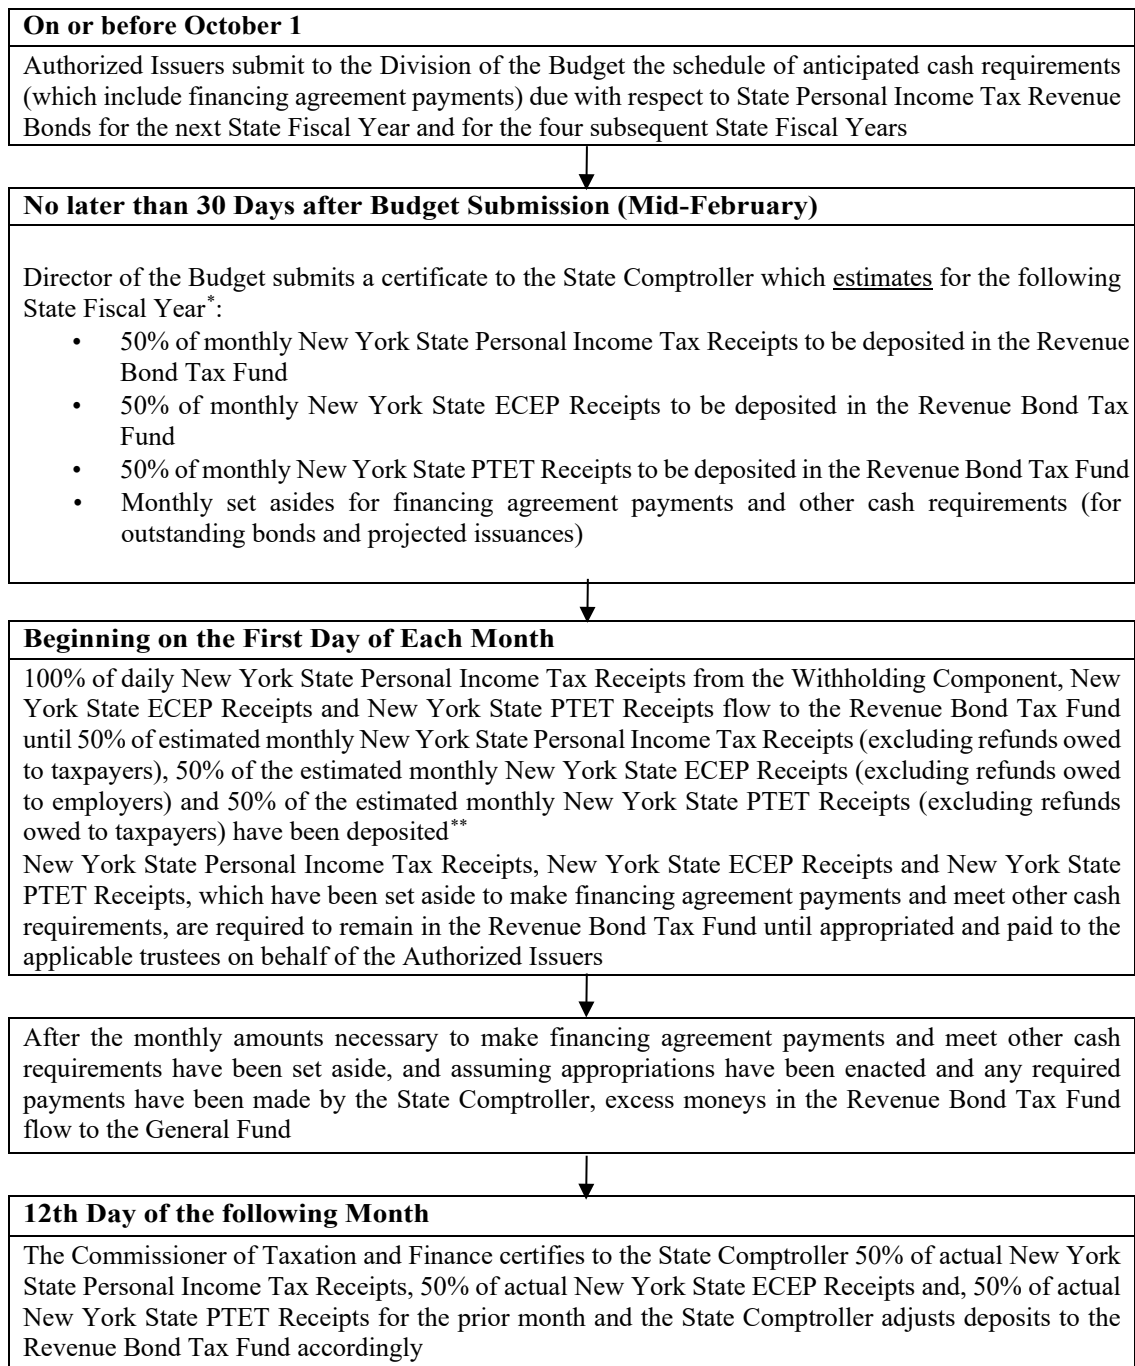 On or before October 1
Authorized Issuers submit to the Division of the Budget the schedule of anticipated cash requirements
(which include financing agreement payments) due with respect to State Personal Income Tax Revenue
Bonds for the next State Fiscal Year and for the four subsequent State Fiscal Years
No later than 30 Days after Budget Submission (Mid-February)
Director of the Budget submits a certificate to the State Comptroller which estimates for the following
State Fiscal Year*:
• 50% of monthly New York State Personal Income Tax Receipts to be deposited in the Revenue
Bond Tax Fund
• 50% of monthly New York State ECEP Receipts to be deposited in the Revenue Bond Tax
Fund
• 50% of monthly New York State PTET Receipts to be deposited in the Revenue Bond Tax Fund
• Monthly set asides for financing agreement payments and other cash requirements (for
outstanding bonds and projected issuances)
Beginning on the First Day of Each Month
100% of daily New York State Personal Income Tax Receipts from the Withholding Component, New
York State ECEP Receipts and New York State PTET Receipts flow to the Revenue Bond Tax Fund
until 50% of estimated monthly New York State Personal Income Tax Receipts (excluding refunds owed
to taxpayers), 50% of the estimated monthly New York State ECEP Receipts (excluding refunds owed
to employers) and 50% of the estimated monthly New York State PTET Receipts (excluding refunds
owed to taxpayers) have been deposited**
New York State Personal Income Tax Receipts, New York State ECEP Receipts and New York State
PTET Receipts, which have been set aside to make financing agreement payments and meet other cash
requirements, are required to remain in the Revenue Bond Tax Fund until appropriated and paid to the
applicable trustees on behalf of the Authorized Issuers
After the monthly amounts necessary to make financing agreement payments and meet other cash
requirements have been set aside, and assuming appropriations have been enacted and any required
payments have been made by the State Comptroller, excess moneys in the Revenue Bond Tax Fund
flow to the General Fund
12th Day of the following Month
The Commissioner of Taxation and Finance certifies to the State Comptroller 50% of actual New York
State Personal Income Tax Receipts, 50% of actual New York State ECEP Receipts and, 50% of actual
New York State PTET Receipts for the prior month and the State Comptroller adjusts deposits to the
Revenue Bond Tax Fund accordingly